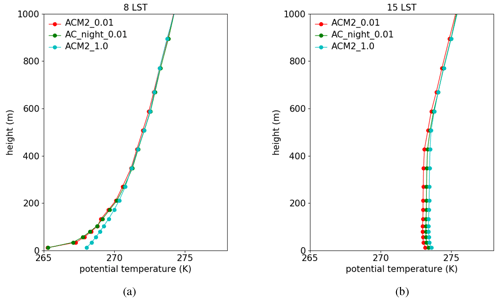 8 LST
ACM2_0.01
AC_night_0.01
ACM2_1.0
1000
800
600
400
200
0
height (m)
265 270 275
potential temperature (K)
(a)
15 LST
ACM2_0.01
AC_night_0.01
ACM2_1.0
1000
800
600
400
200
0
height (m)
265 270 275
potential temperature (K)
(b)